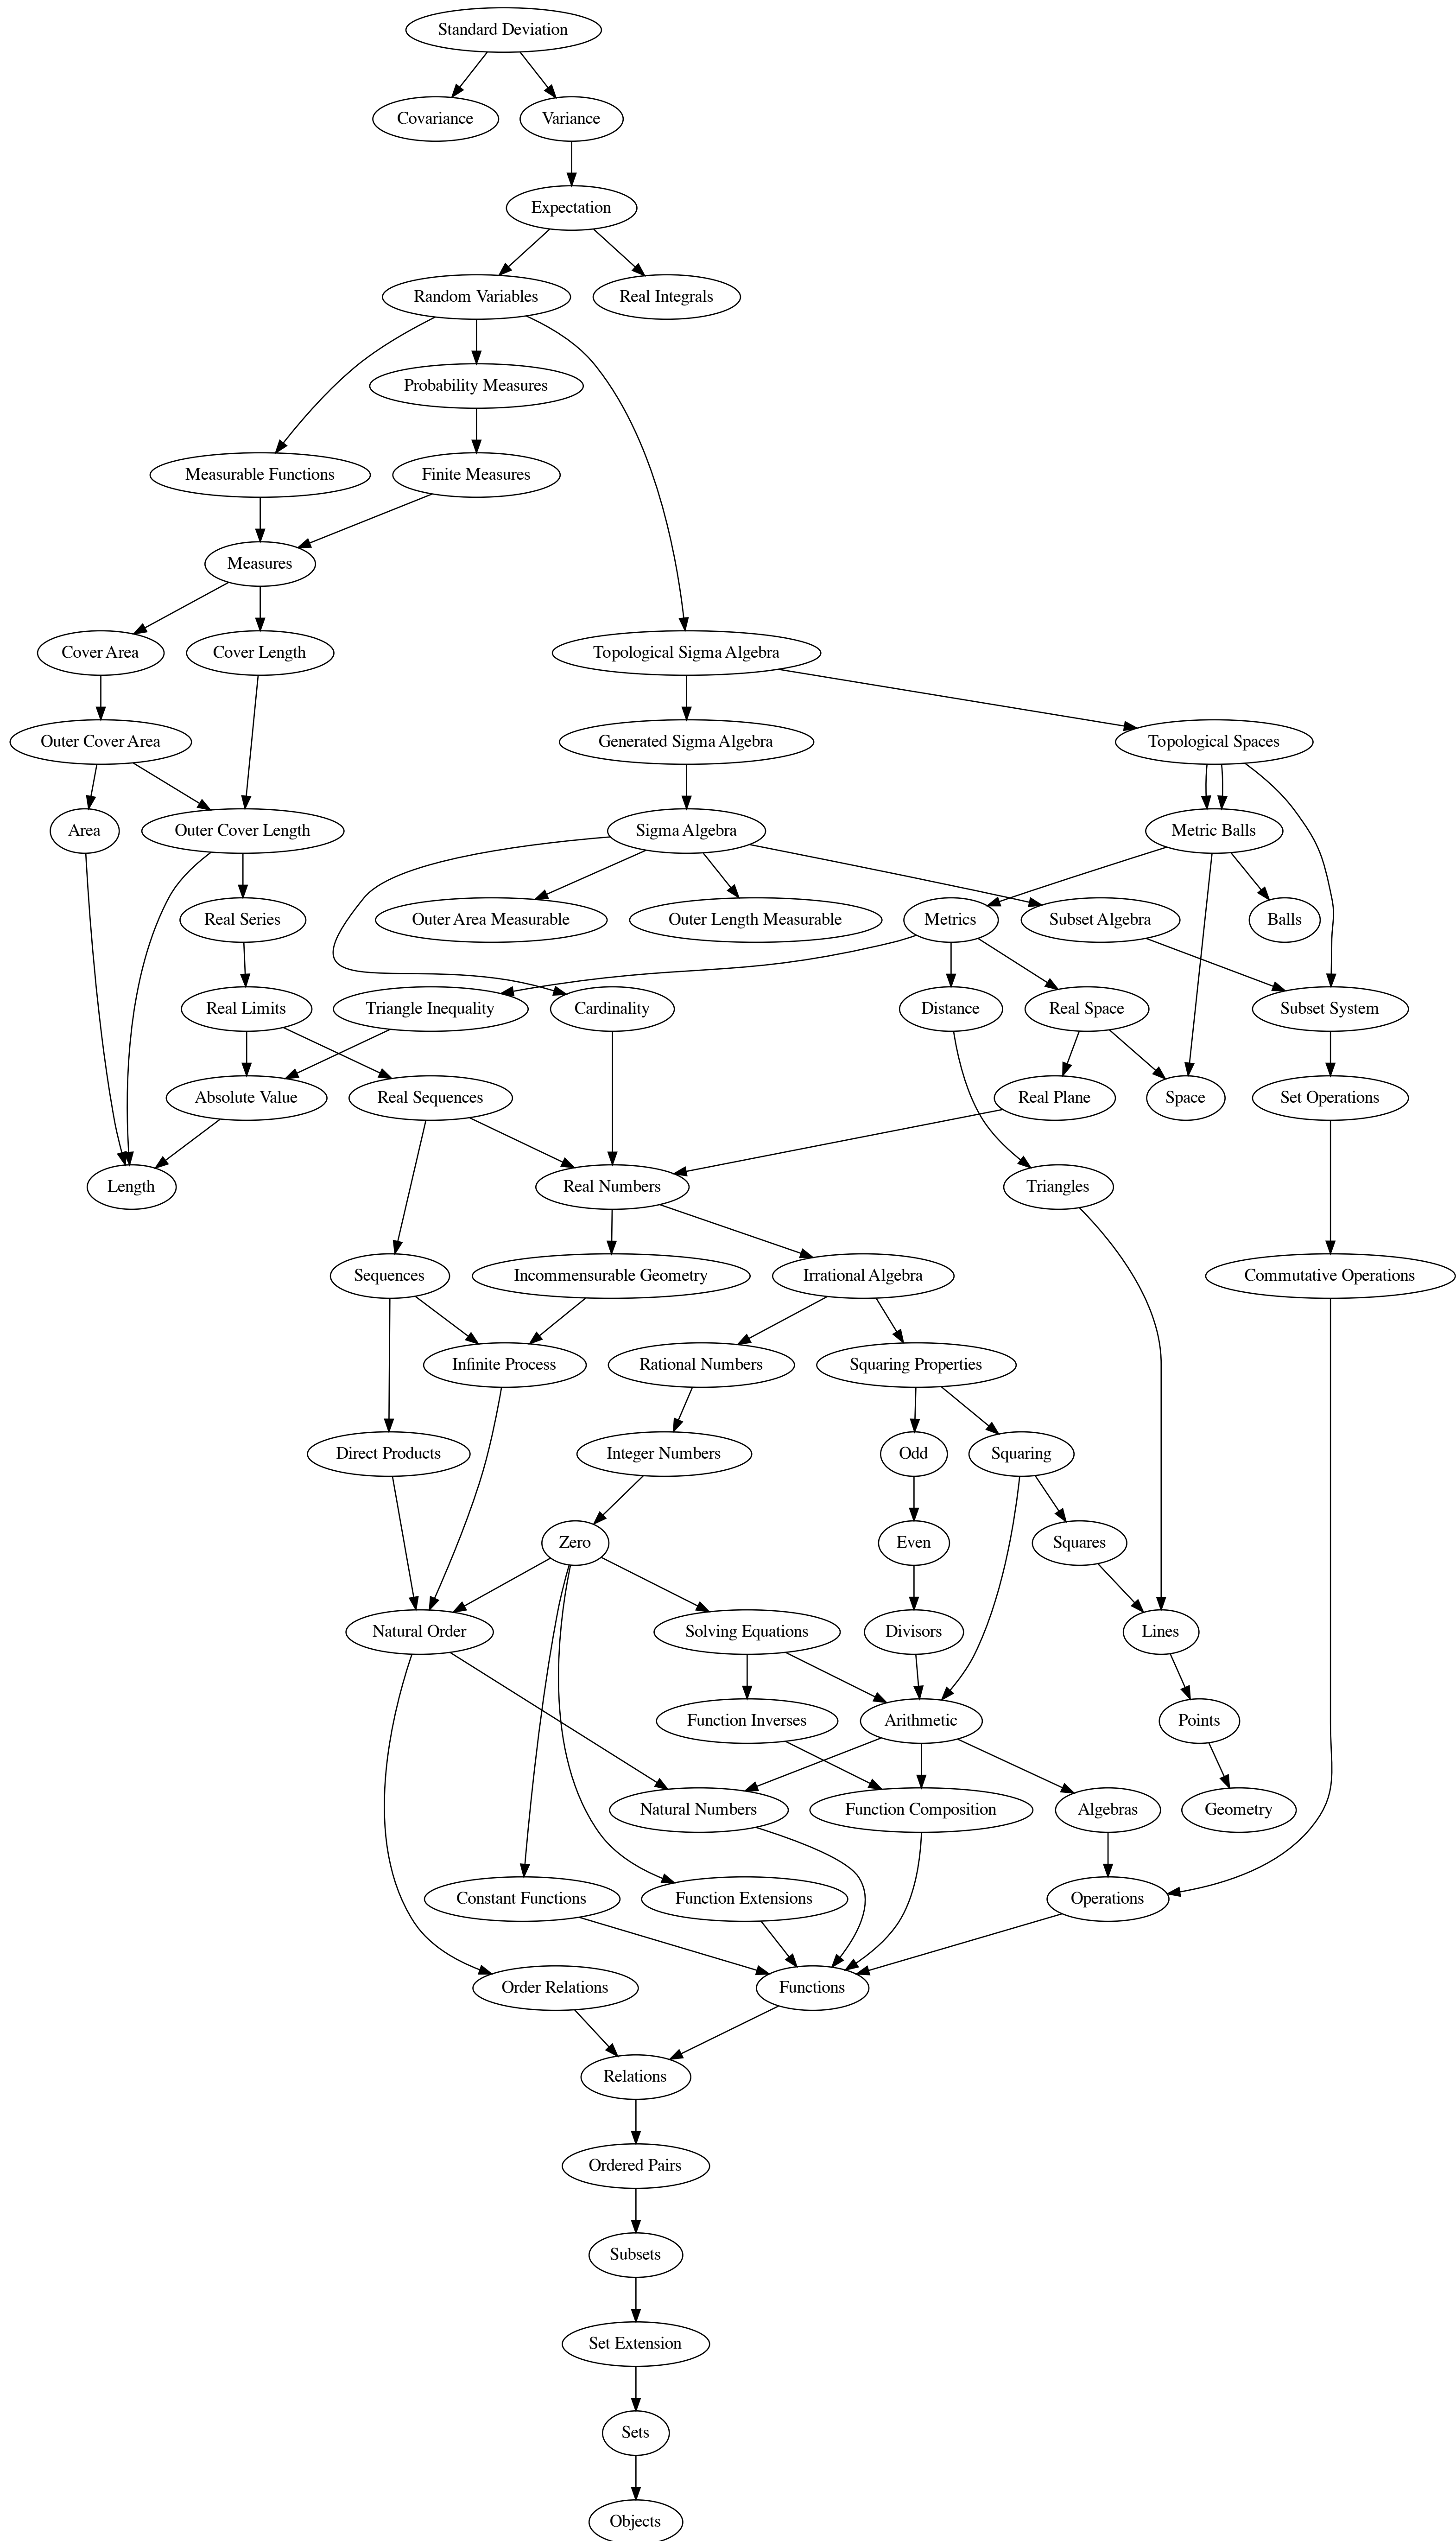 Standard Deviation
Covariance
Variance
Expectation
Random Variables
Real Integrals
Probability Measures
Measurable Functions
Finite Measures
Measures
Cover Area
Cover Length
Topological Sigma Algebra
Outer Cover Area
Generated Sigma Algebra
Topological Spaces
Area
Outer Cover Length
Sigma Algebra
Metric Balls
Real Series
Outer Area Measurable
Outer Length Measurable
Metrics
Subset Algebra
Balls
Real Limits
Triangle Inequality
Cardinality
Distance
Real Space
Subset System
Absolute Value
Real Sequences
Real Plane
Space
Set Operations
Length
Real Numbers
Triangles
Sequences
Incommensurable Geometry
Irrational Algebra
Commutative Operations
Infinite Process
Rational Numbers
Squaring Properties
Direct Products
Integer Numbers
Odd
Squaring
Zero
Even
Squares
Natural Order
Solving Equations
Divisors
Lines
Function Inverses
Arithmetic
Points
Natural Numbers
Function Composition
Algebras
Geometry
Constant Functions
Function Extensions
Operations
Order Relations
Functions
Relations
Ordered Pairs
Subsets
Set Extension
Sets
Objects